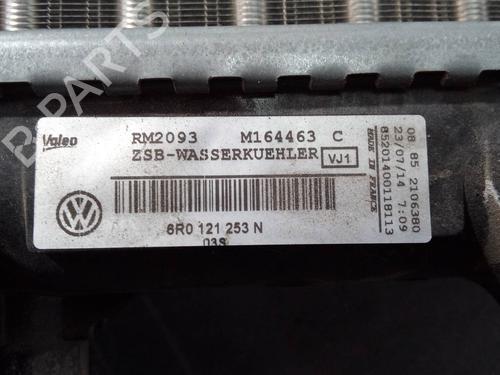 B-PARTS
Valeo
RM2093 M164463 C
ZSB-WASSERKUEHLER VJ1
6R0 121 253 N
03S
MADE IN FRANCE
08 85 2106380
23/07/14 7:09
85201400118113